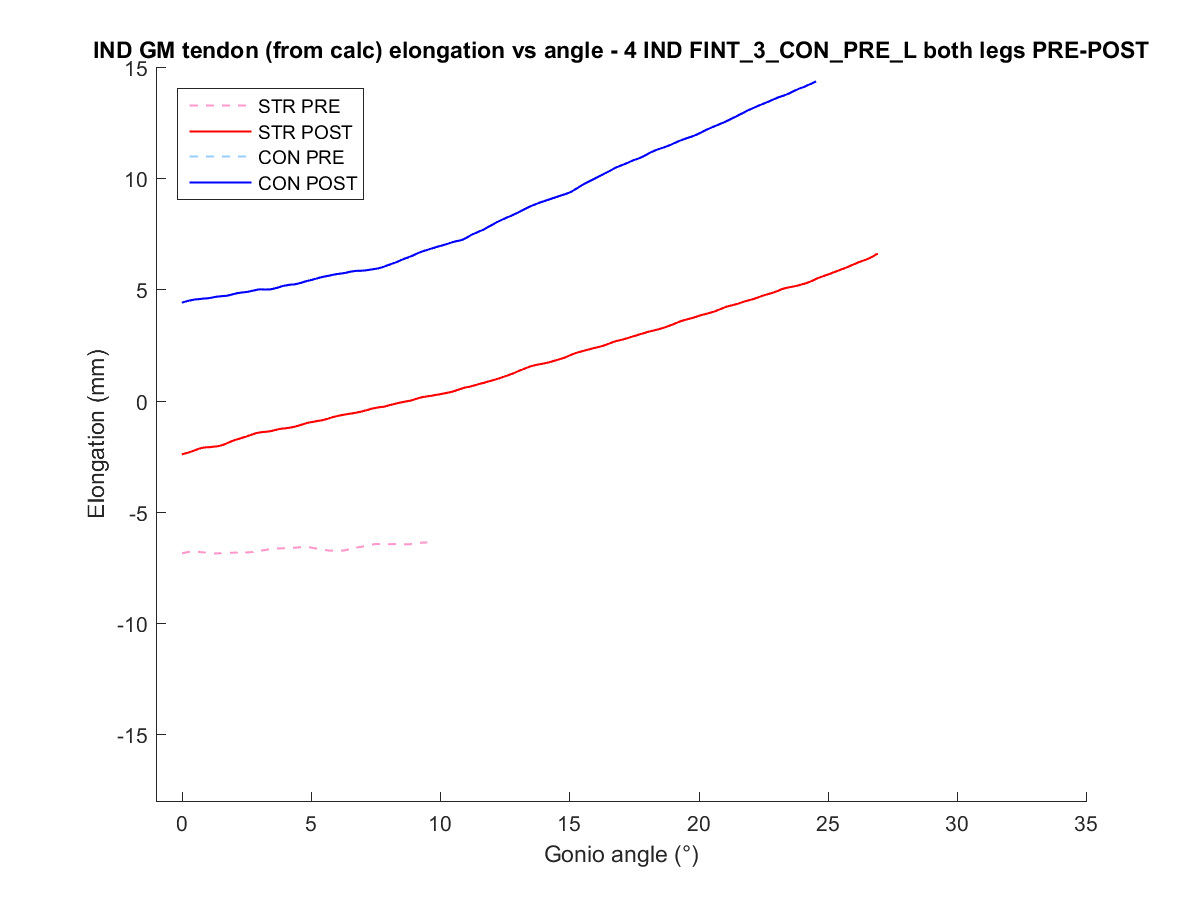 IND GM tendon (from calc) elongation vs angle - 4 IND FINT_3_CON_PRE_L both legs PRE-POST
STR PRE
STR POST
CON PRE
CON POST
15
10
5
0
-5
-10
-15
Elongation (mm)
0 5 10 15 20 25 30 35
Gonio angle (°)